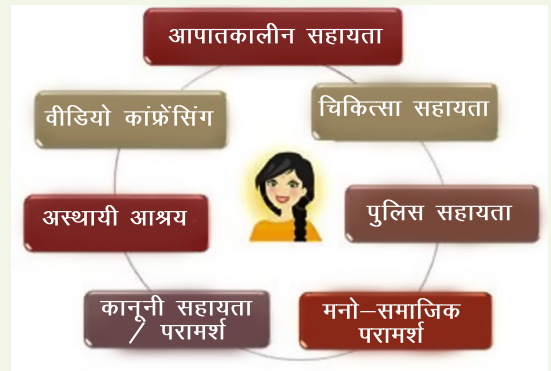 आपातकालीन सहायता
चिकित्सा सहायता
पुलिस सहायता
मनो–समाजिक
परामर्श
कानूनी सहायता
/ परामर्श
अस्थायी आश्रय
वीडियो कांफ्रेंसिंग